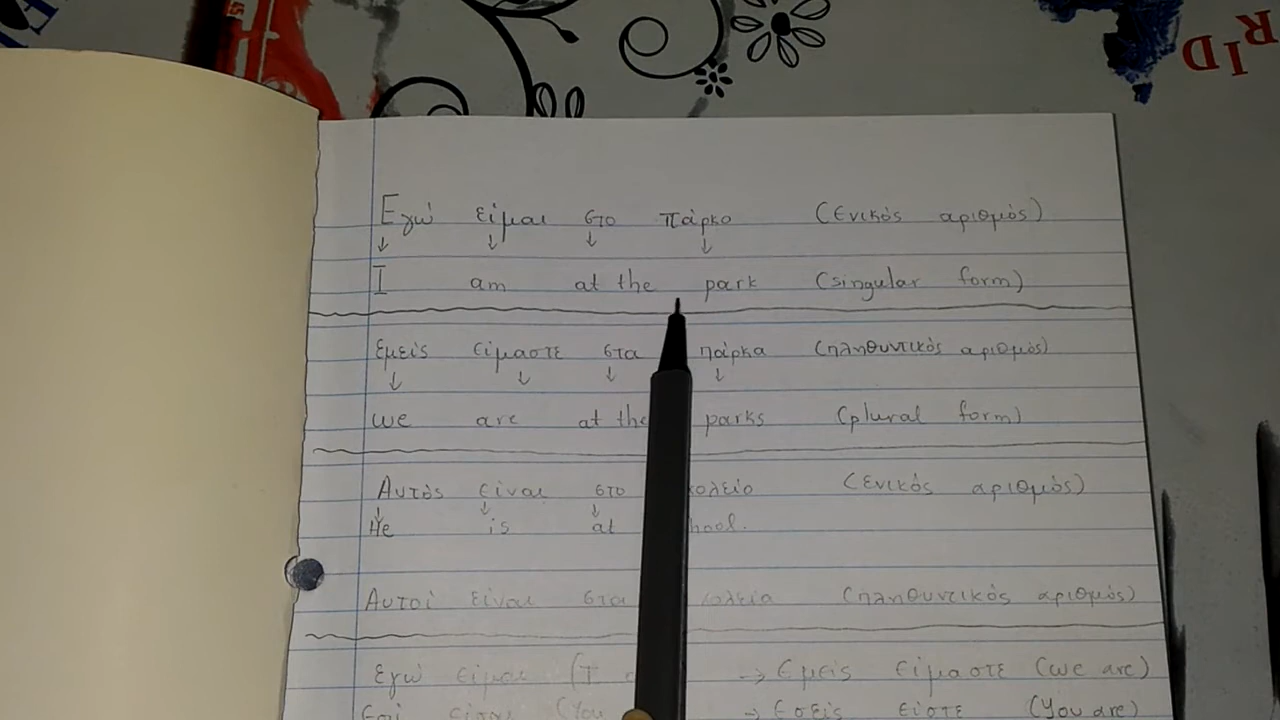 Εγώ είμαι στο πάρκο (Ενικός αριθμός)
I am at the park (singular form)
Εμείς είμαστε στα πάρκα (πληθυντικός αριθμός)
we are at the parks (plural form)
Αυτός είναι στο (Ενικός αριθμός)
He is at
Αυτοί είναι στα (πληθυντικός αριθμός)
Εγώ είμαι → Εμείς είμαστε (we are)
(You → Εσείς είστε (You are)